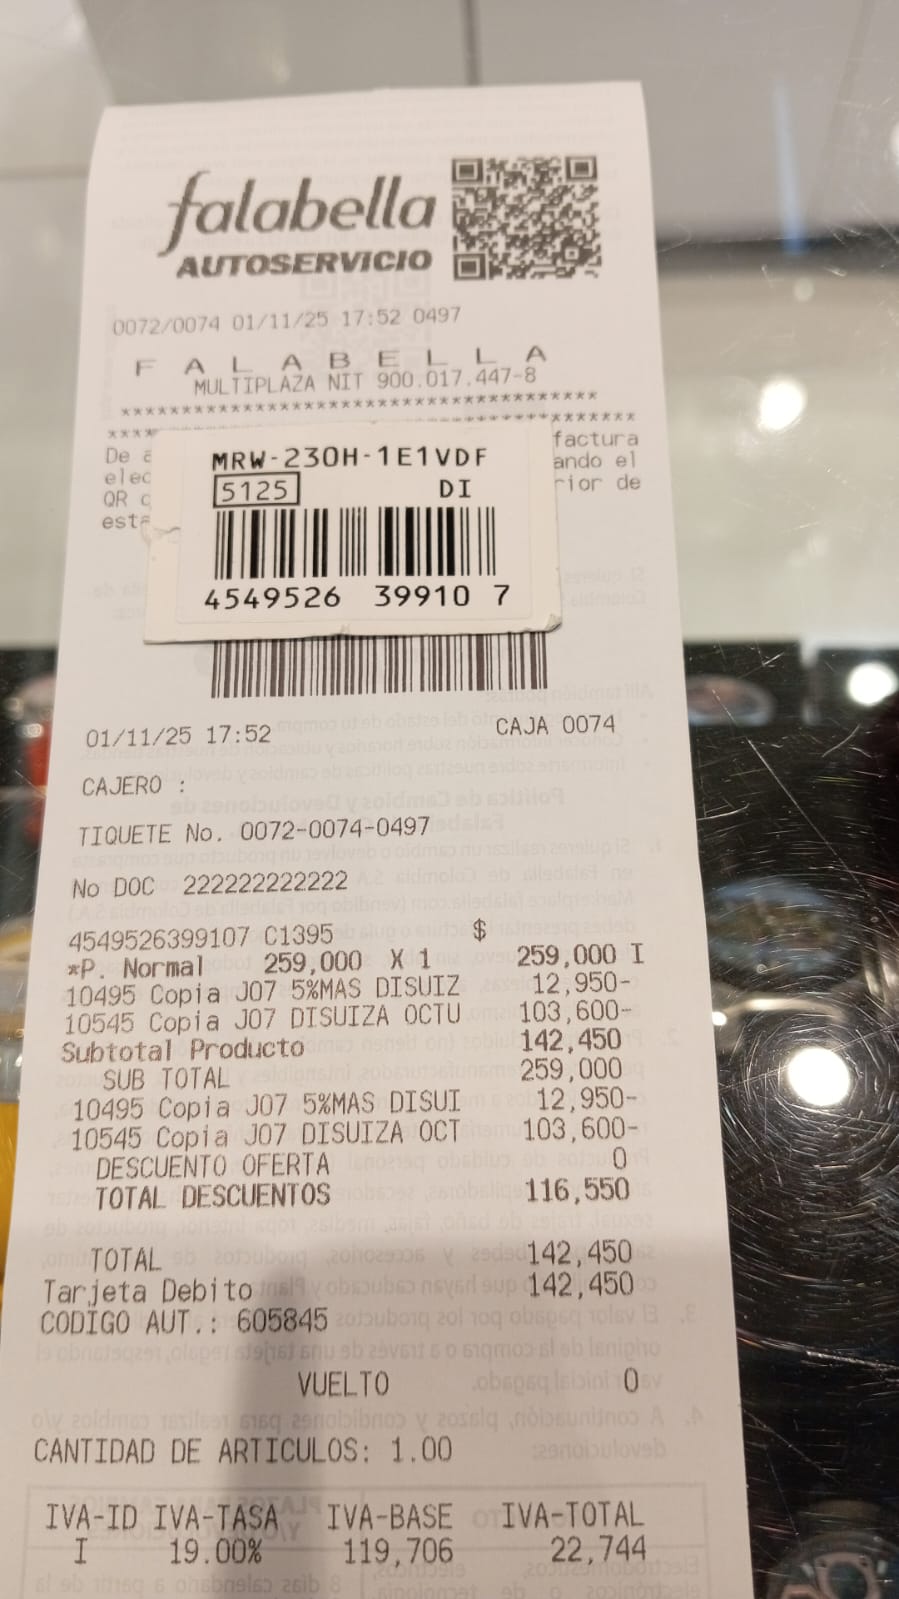 falabella
AUTOSERVICIO
0072/0074 01/11/25 17:52 0497
F A L A B E L L A
MULTIPLAZA NIT 900.017.447-8
****************************************
factura
De a
ando el
elec
rior de
QR
est
MRW-230H-1E1VDF
5125 DI
4549526 39910 7
01/11/25 17:52 CAJA 0074
CAJERO :
TIQUETE No. 0072-0074-0497
No DOC 222222222222
4549526399107 C1395 $
*P. Normal 259,000 X 1 259,000 I
10495 Copia J07 5%MAS DISUIZ 12,950-
10545 Copia J07 DISUIZA OCTU 103,600-
Subtotal Producto 142,450
SUB TOTAL 259,000
10495 Copia J07 5%MAS DISUI 12,950-
10545 Copia J07 DISUIZA OCT 103,600-
DESCUENTO OFERTA 0
TOTAL DESCUENTOS 116,550
TOTAL 142,450
Tarjeta Debito 142,450
CODIGO AUT.: 605845
VUELTO 0
CANTIDAD DE ARTICULOS: 1.00
IVA-ID IVA-TASA IVA-BASE IVA-TOTAL
I 19.00% 119,706 22,744